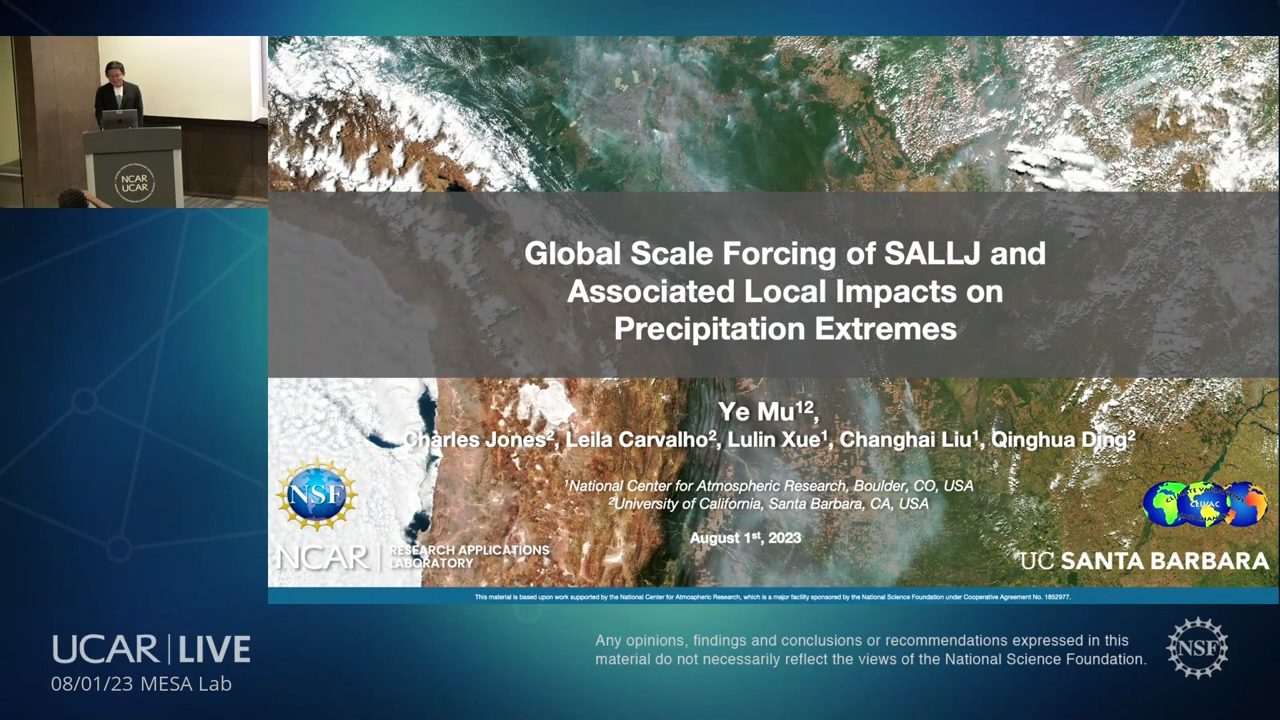 NCAR
UCAR
Global Scale Forcing of SALLJ and
Associated Local Impacts on
Precipitation Extremes
Ye Mu¹²,
Charles Jones², Leila Carvalho², Lulin Xue¹, Changhai Liu¹, Qinghua Ding²
¹National Center for Atmospheric Research, Boulder, CO, USA
²University of California, Santa Barbara, CA, USA
August 1st, 2023
NSF
NCAR | RESEARCH APPLICATIONS
LABORATORY
CLIVAC
UC SANTA BARBARA
This material is based upon work supported by the National Center for Atmospheric Research, which is a major facility sponsored by the National Science Foundation under Cooperative Agreement No. 1852977.
UCAR | LIVE
08/01/23 MESA Lab
Any opinions, findings and conclusions or recommendations expressed in this
material do not necessarily reflect the views of the National Science Foundation.
NSF